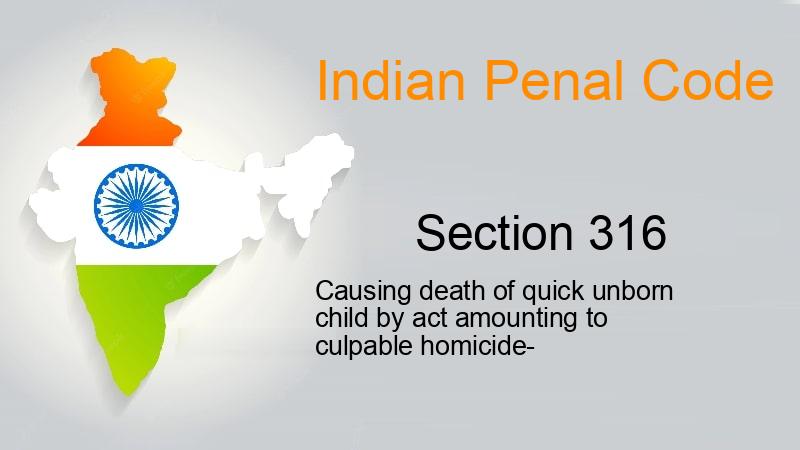 Indian Penal Code
Section 316
Causing death of quick unborn
child by act amounting to
culpable homicide-